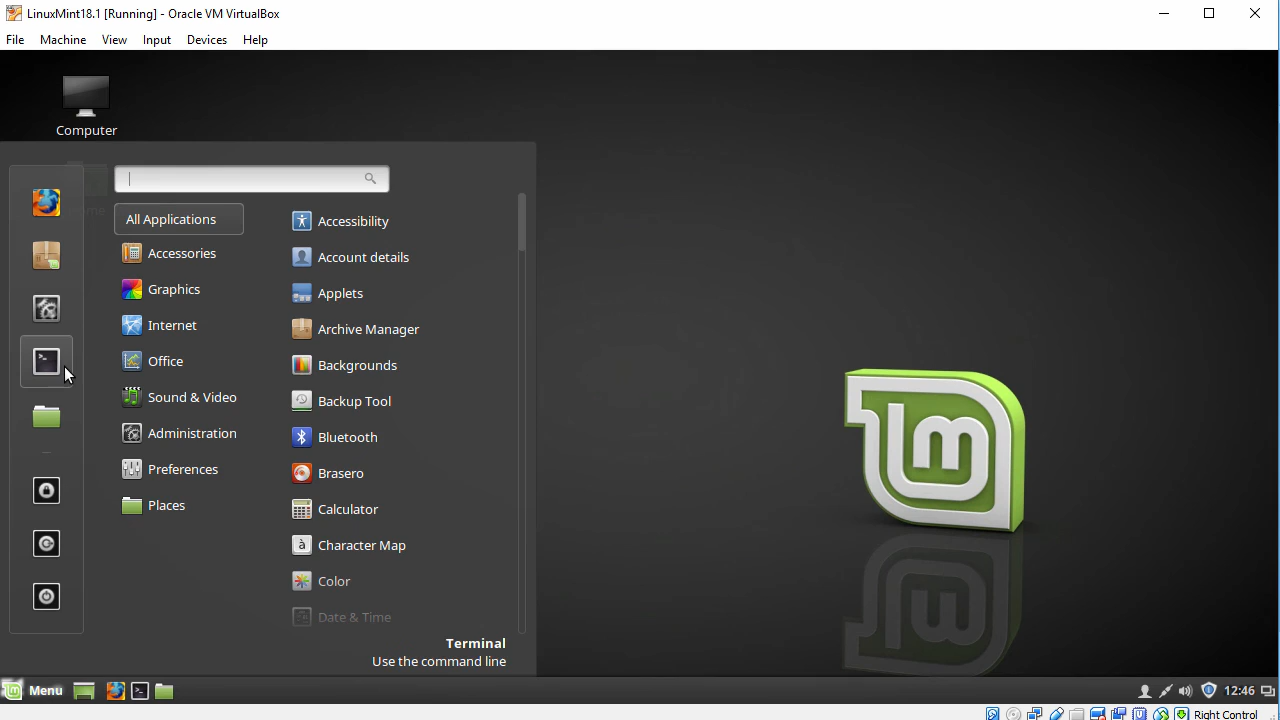 LinuxMint18.1 [Running] - Oracle VM VirtualBox
File Machine View Input Devices Help
Computer
All Applications
Accessories
Graphics
Internet
Office
Sound & Video
Administration
Preferences
Places
Accessibility
Account details
Applets
Archive Manager
Backgrounds
Backup Tool
Bluetooth
Brasero
Calculator
Character Map
Color
Date & Time
Terminal
Use the command line
Menu
12:46
Right Control